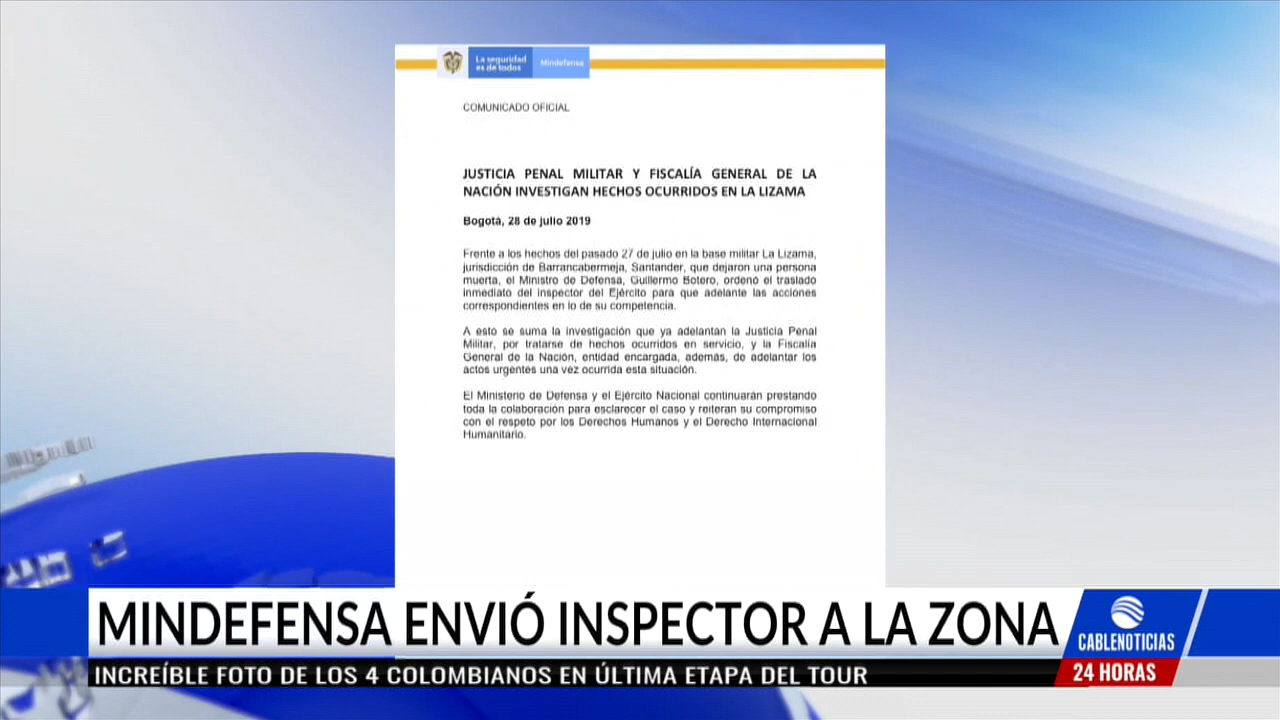 La seguridad
es de todos
Mindefensa
COMUNICADO OFICIAL
JUSTICIA PENAL MILITAR Y FISCALÍA GENERAL DE LA
NACIÓN INVESTIGAN HECHOS OCURRIDOS EN LA LIZAMA
Bogotá, 28 de julio 2019
Frente a los hechos del pasado 27 de julio en la base militar La Lizama,
jurisdicción de Barrancabermeja, Santander, que dejaron una persona
muerta, el Ministro de Defensa, Guillermo Botero, ordenó el traslado
inmediato del inspector del Ejército para que adelante las acciones
correspondientes en lo de su competencia.
A esto se suma la investigación que ya adelantan la Justicia Penal
Militar, por tratarse de hechos ocurridos en servicio, y la Fiscalía
General de la Nación, entidad encargada, además, de adelantar los
actos urgentes una vez ocurrida esta situación.
El Ministerio de Defensa y el Ejército Nacional continuarán prestando
toda la colaboración para esclarecer el caso y reiteran su compromiso
con el respeto por los Derechos Humanos y el Derecho Internacional
Humanitario.
MINDEFENSA ENVIÓ INSPECTOR A LA ZONA
CABLENOTICIAS
INCREÍBLE FOTO DE LOS 4 COLOMBIANOS EN ÚLTIMA ETAPA DEL TOUR
24 HORAS